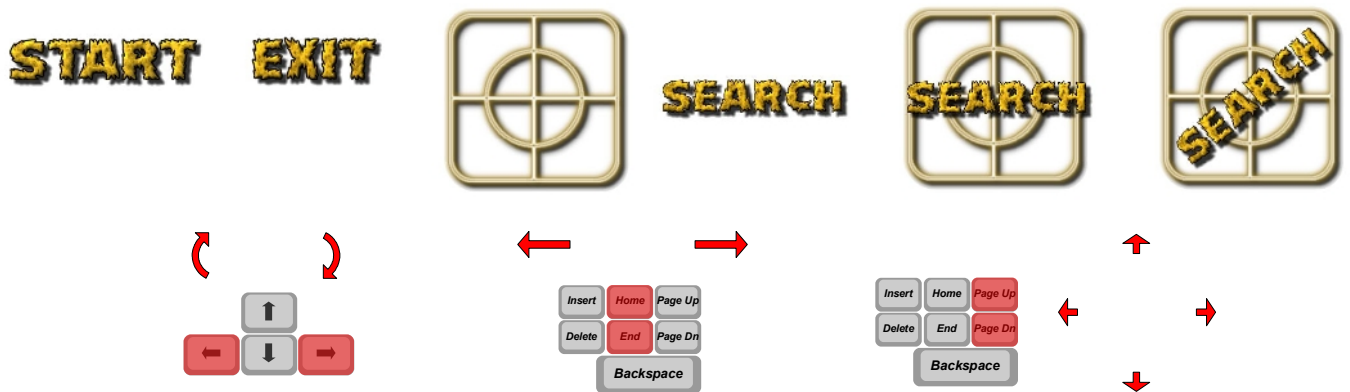 START EXIT
SEARCH SEARCH SEARCH
Insert Home Page Up
Delete End Page Dn
Backspace
Insert Home Page Up
Delete End Page Dn
Backspace